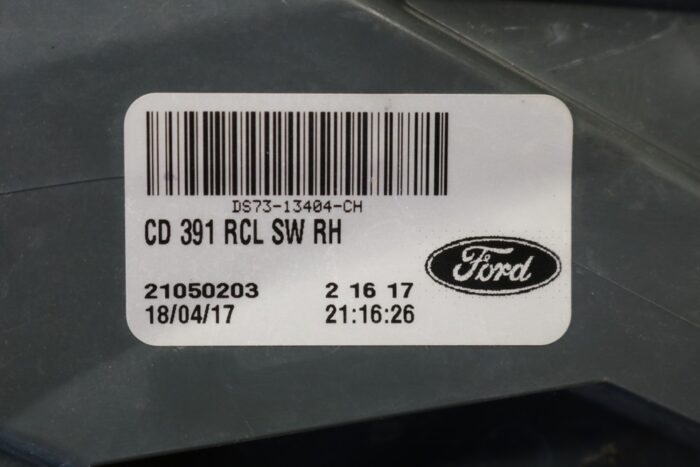 DS73-13404-CH
CD 391 RCL SW RH
Ford
21050203 2 16 17
18/04/17 21:16:26